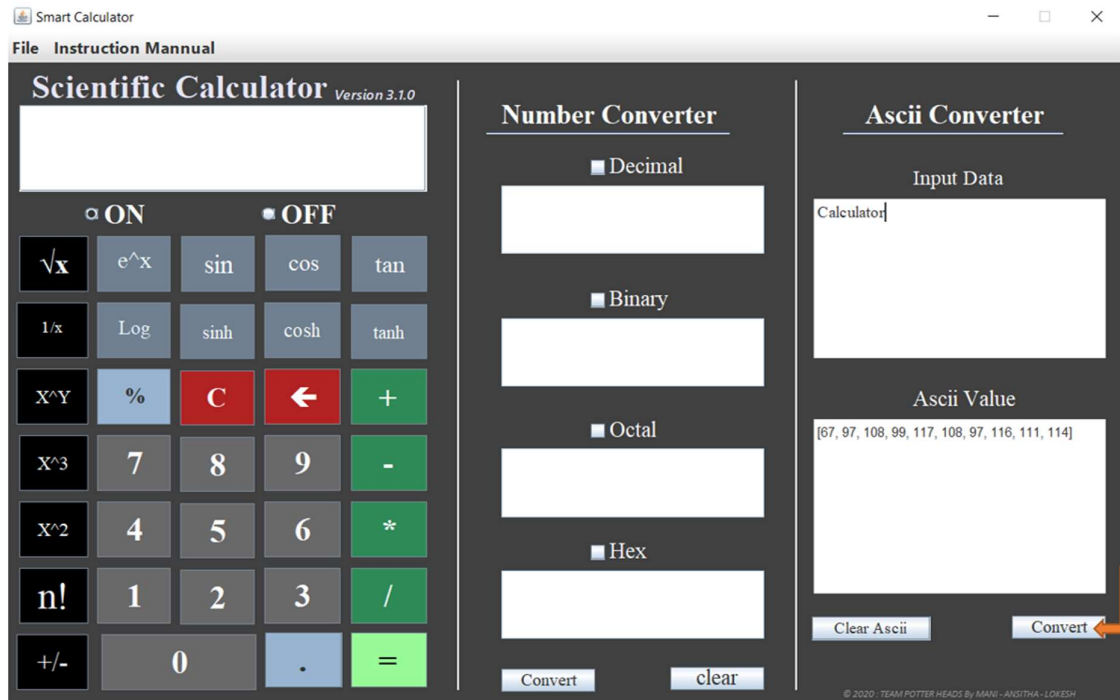 Smart Calculator
File Instruction Mannual
Scientific Calculator Version 3.1.0
ON OFF
√x e^x sin cos tan
1/x Log sinh cosh tanh
X^Y % C ← +
X^3 7 8 9 -
X^2 4 5 6 *
n! 1 2 3 /
+/- 0 . =
Number Converter
Decimal
Binary
Octal
Hex
Convert clear
Ascii Converter
Input Data
Calculator
Ascii Value
[67, 97, 108, 99, 117, 108, 97, 116, 111, 114]
Clear Ascii Convert
© 2020 : TEAM POTTER HEADS By MANI - ANSITHA - LOKESH